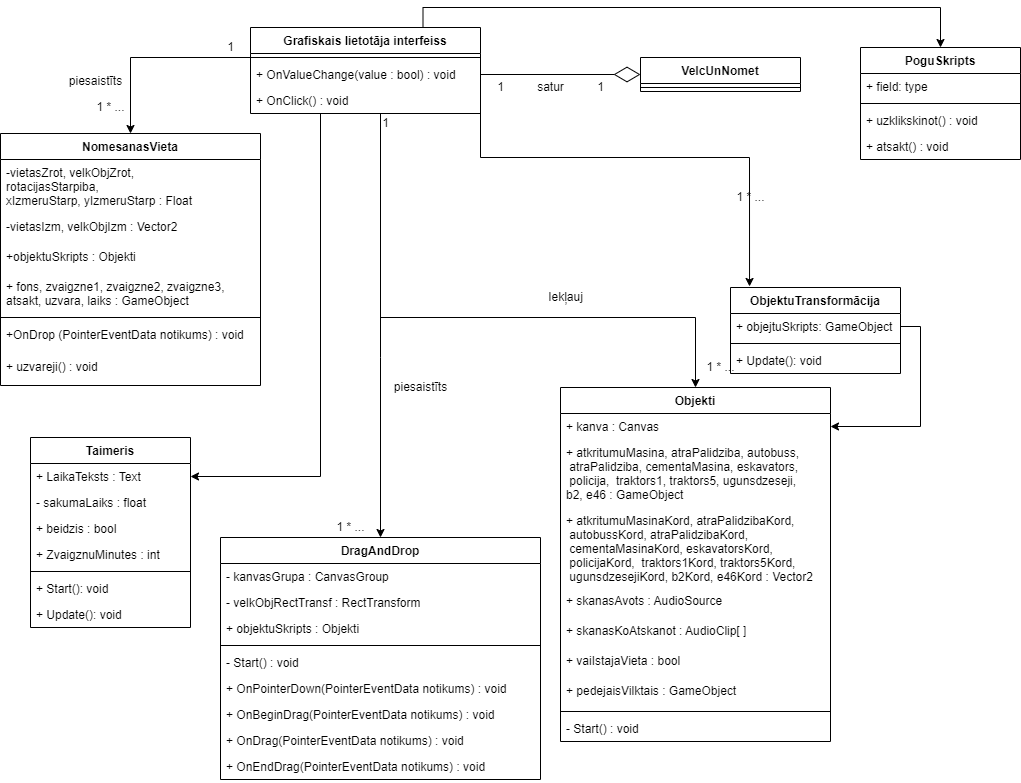 Grafiskais lietotāja interfeiss
+ OnValueChange(value : bool) : void
+ OnClick() : void
1
piesaistīts
1 * ...
1
satur
1
VelcUnNomet
PoguSkripts
+ field: type
+ uzklikskinot() : void
+ atsakt() : void
NomesanasVieta
-vietasZrot, velkObjZrot,
rotacijasStarpiba,
xIzmeruStarp, yIzmeruStarp : Float
-vietasIzm, velkObjIzm : Vector2
+objektuSkripts : Objekti
+ fons, zvaigzne1, zvaigzne2, zvaigzne3,
atsakt, uzvara, laiks : GameObject
+OnDrop (PointerEventData notikums) : void
+ uzvareji() : void
1
1 * ...
Iekļauj
piesaistīts
1 * ...
1 * ...
ObjektuTransformācija
+ objejtuSkripts: GameObject
+ Update(): void
Taimeris
+ LaikaTeksts : Text
- sakumaLaiks : float
+ beidzis : bool
+ ZvaigznuMinutes : int
+ Start(): void
+ Update(): void
DragAndDrop
- kanvasGrupa : CanvasGroup
- velkObjRectTransf : RectTransform
+ objektuSkripts : Objekti
- Start() : void
+ OnPointerDown(PointerEventData notikums) : void
+ OnBeginDrag(PointerEventData notikums) : void
+ OnDrag(PointerEventData notikums) : void
+ OnEndDrag(PointerEventData notikums) : void
Objekti
+ kanva : Canvas
+ atkritumuMasina, atraPalidziba, autobuss,
atraPalidziba, cementaMasina, eskavators,
policija, traktors1, traktors5, ugunsdzeseji,
b2, e46 : GameObject
+ atkritumuMasinaKord, atraPalidzibaKord,
autobussKord, atraPalidzibaKord,
cementaMasinaKord, eskavatorsKord,
policijaKord, traktors1Kord, traktors5Kord,
ugunsdzesejiKord, b2Kord, e46Kord : Vector2
+ skanasAvots : AudioSource
+ skanasKoAtskanot : AudioClip[ ]
+ vaiIstajaVieta : bool
+ pedejaisVilktais : GameObject
- Start() : void